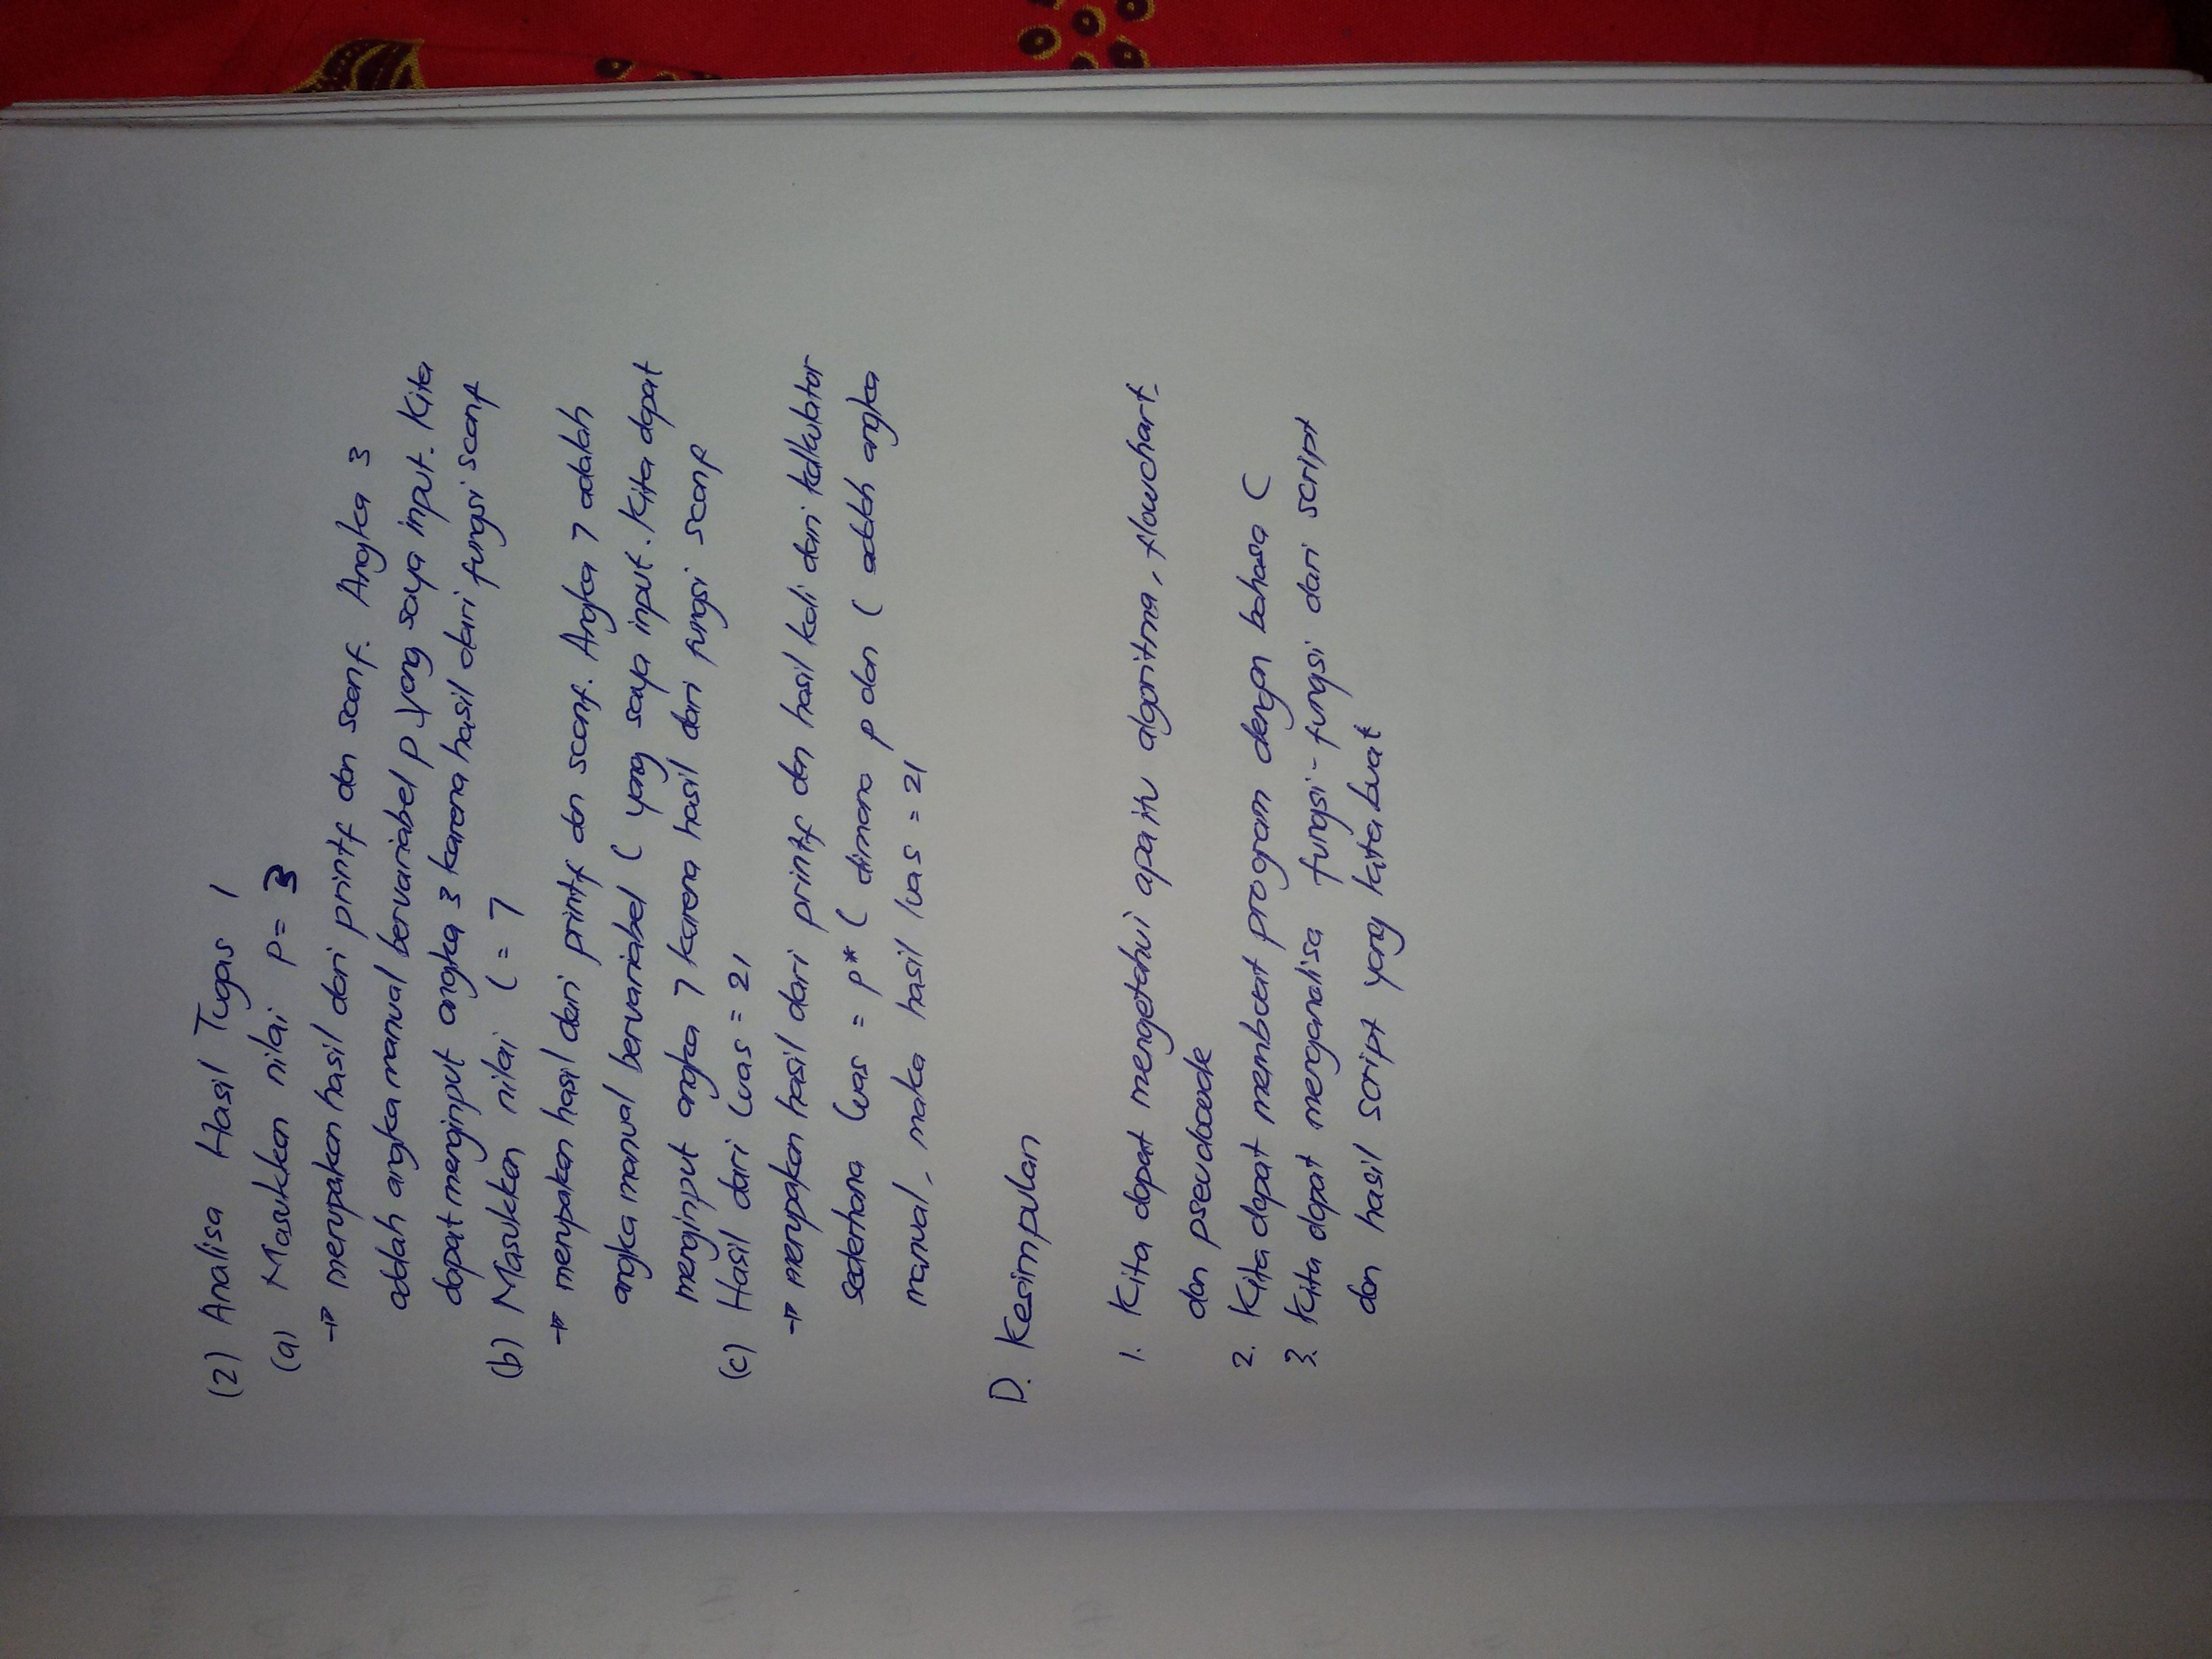 (2) Analisa Hasil Tugas 1
(a) Masukkan nilai p = 3
→ merupakan hasil dari printf dan scanf. Angka 3
adalah angka manual bervariabel p yang saya input. Kita
dapat menginput angka 3 karena hasil dari fungsi scanf
(b) Masukkan nilai l = 7
→ merupakan hasil dari printf dan scanf. Angka 7 adalah
angka manual bervariabel l yang saya input. Kita dapat
menginput angka 7 karena hasil dari fungsi scanf
(c) Hasil dari luas = 21
→ merupakan hasil dari printf dan hasil kali dari kalkulator
sederhana luas = p* l dimana p dan l adalah angka
manual, maka hasil luas = 21
D. Kesimpulan
1. Kita dapat mengetahui apa itu algoritma, flowchart,
dan pseudocode
2. Kita dapat membuat program dengan bahasa C
3. Kita dapat menganalisa fungsi-fungsi dari script
dan hasil script yang kita buat